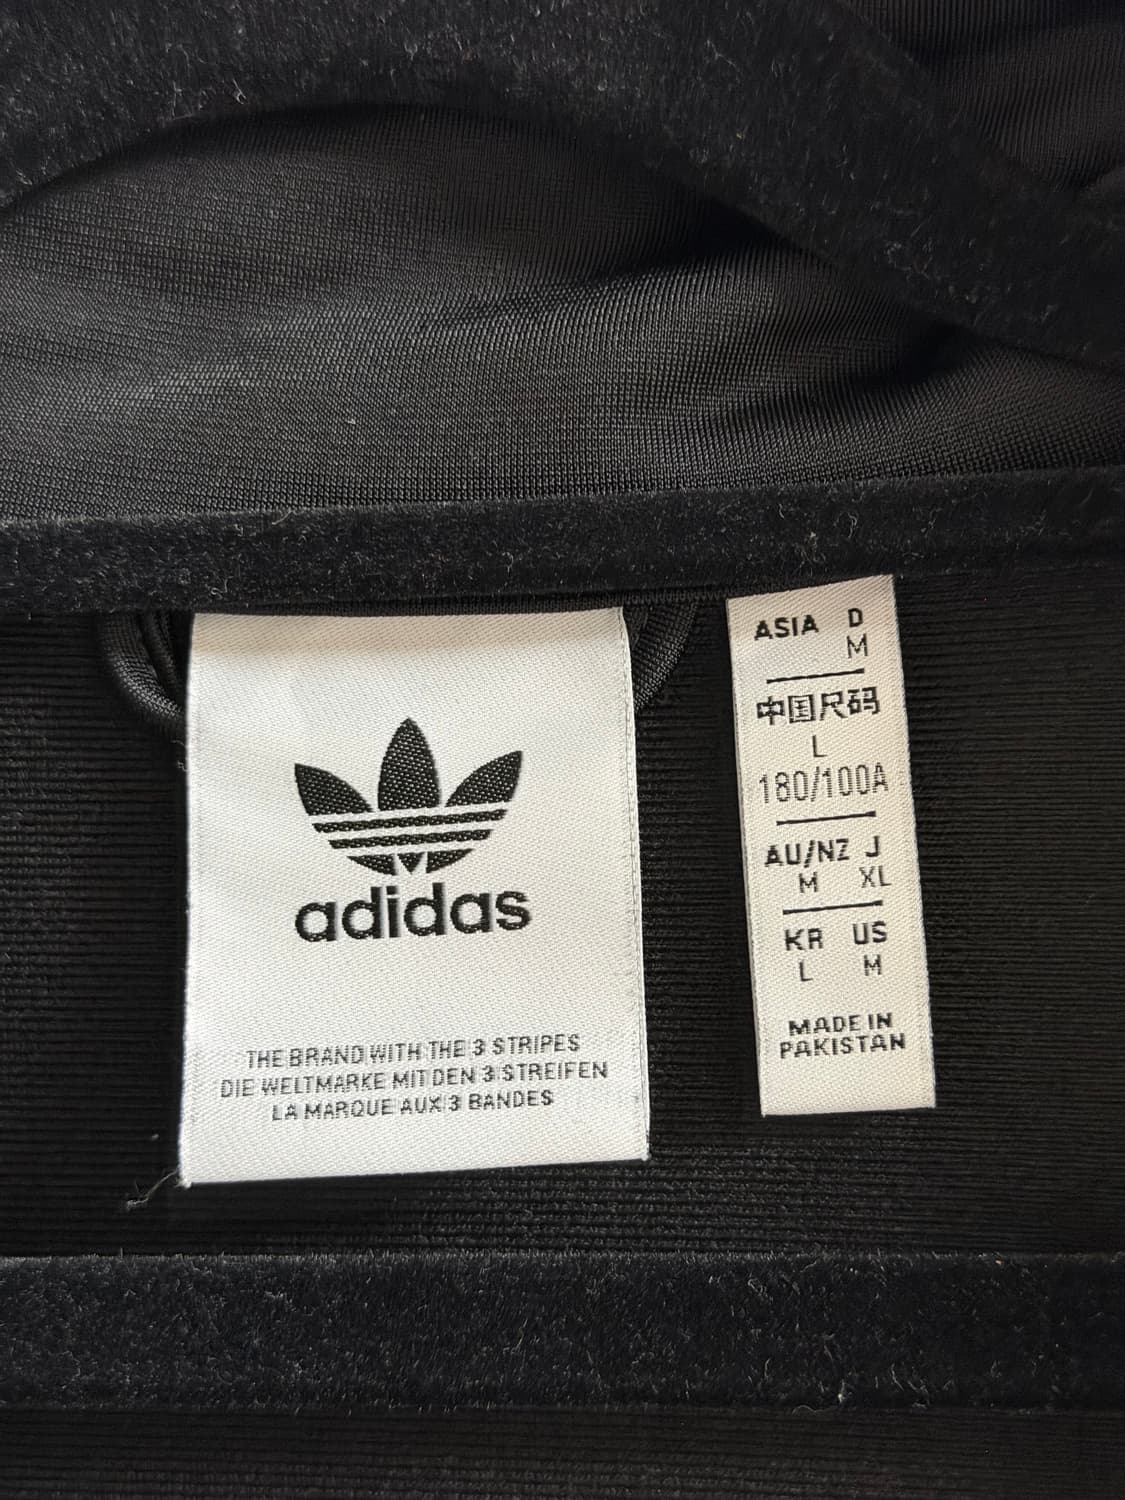 adidas
THE BRAND WITH THE 3 STRIPES
DIE WELTMARKE MIT DEN 3 STREIFEN
LA MARQUE AUX 3 BANDES
ASIA D
M
中国尺码
L
180/100A
AU/NZ J
M XL
KR US
L M
MADE IN
PAKISTAN